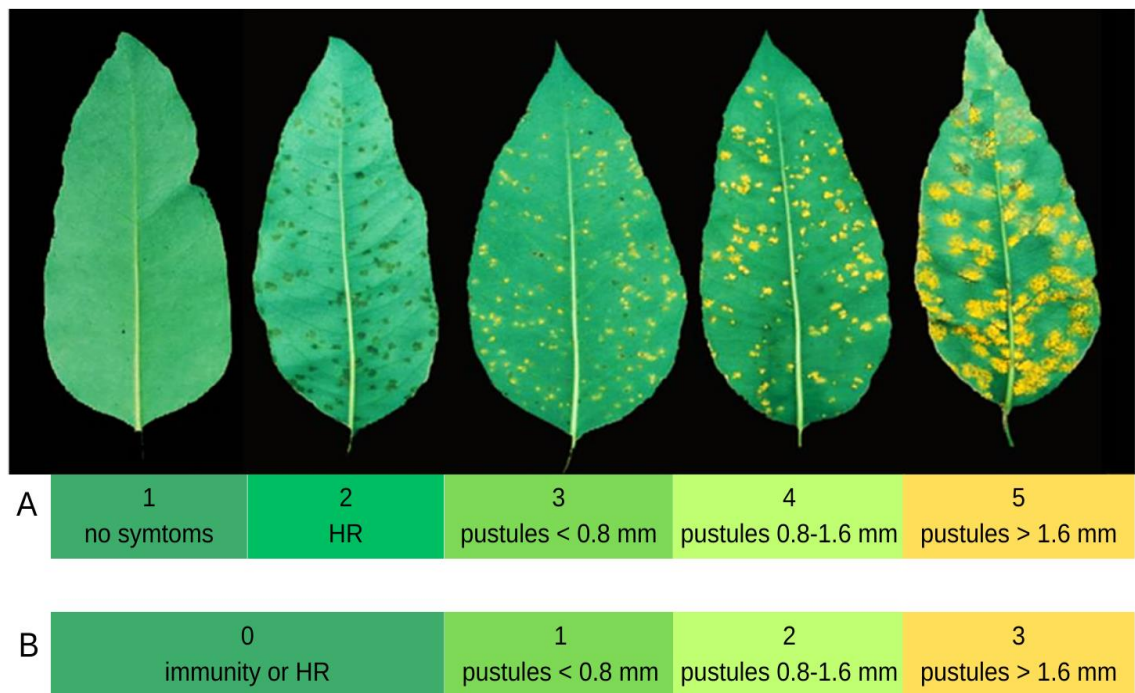 A
1 2 3 4 5
no symtoms HR pustules < 0.8 mm pustules 0.8-1.6 mm pustules > 1.6 mm
B
0 1 2 3
immunity or HR pustules < 0.8 mm pustules 0.8-1.6 mm pustules > 1.6 mm